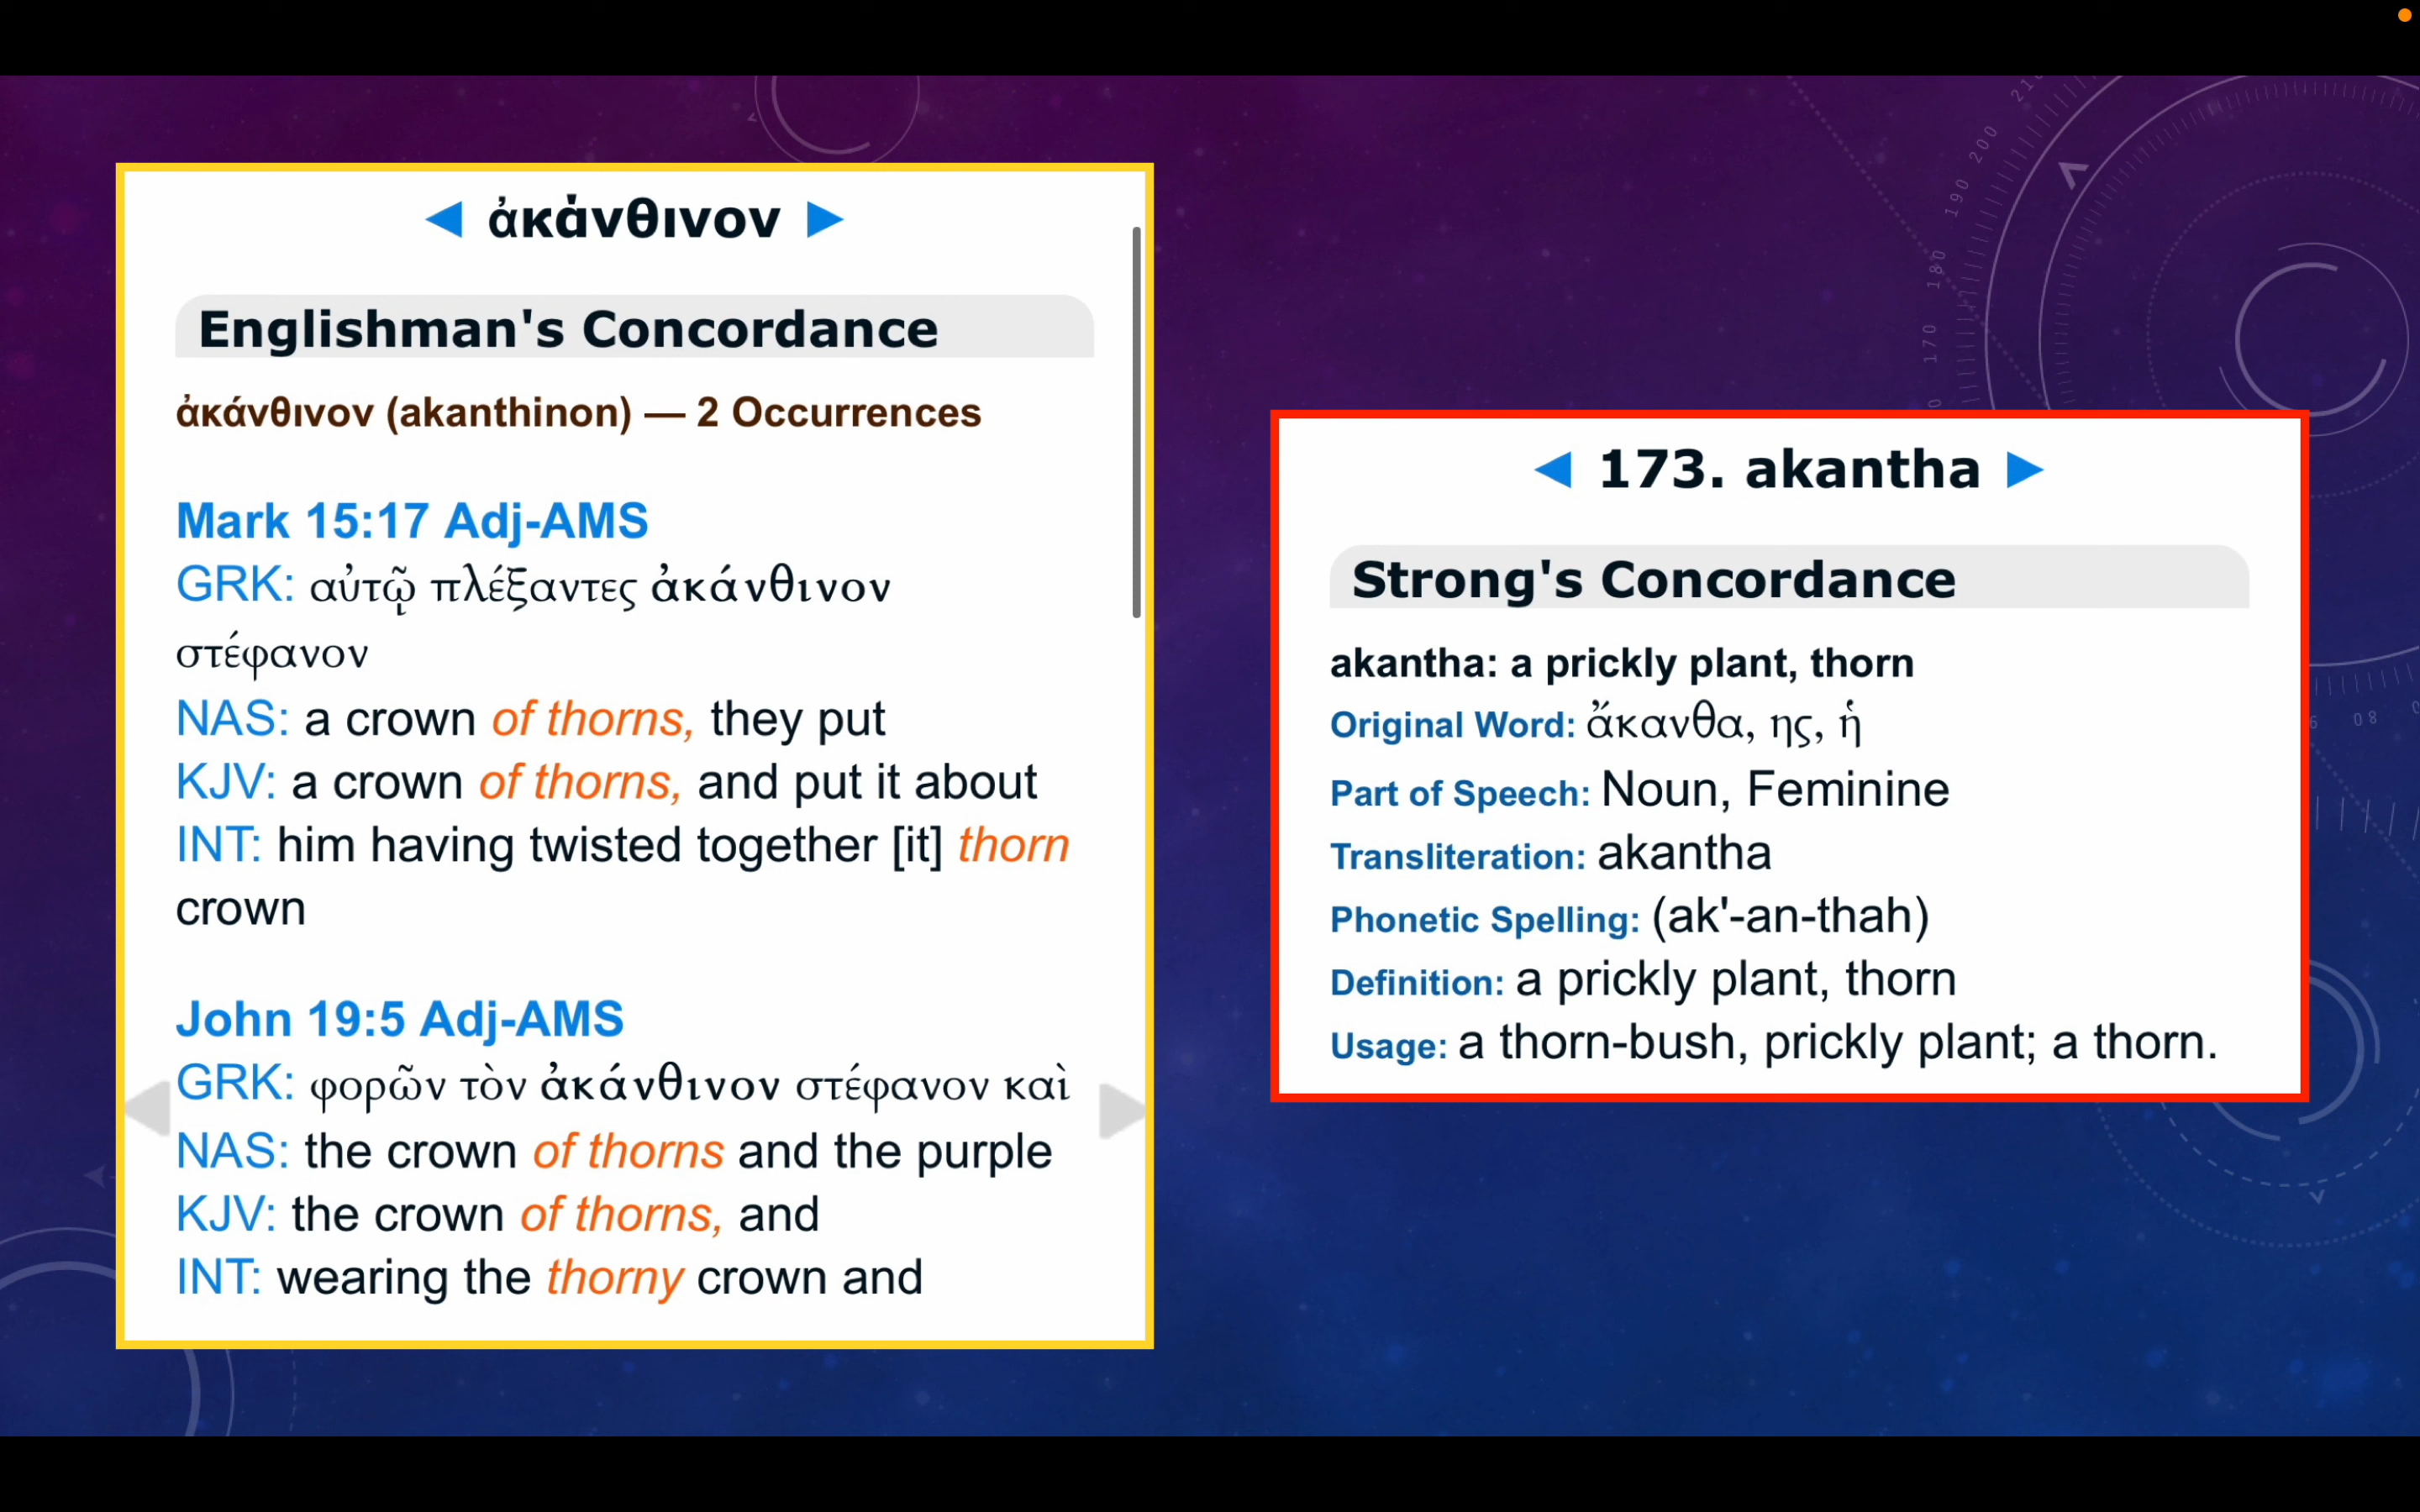 ἀκάνθινον
Englishman's Concordance
ἀκάνθινον (akanthinon) — 2 Occurrences
Mark 15:17 Adj-AMS
GRK: αὐτῷ πλέξαντες ἀκάνθινον
στέφανον
NAS: a crown of thorns, they put
KJV: a crown of thorns, and put it about
INT: him having twisted together [it] thorn
crown
John 19:5 Adj-AMS
GRK: φορῶν τὸν ἀκάνθινον στέφανον καὶ
NAS: the crown of thorns and the purple
KJV: the crown of thorns, and
INT: wearing the thorny crown and
173. akantha
Strong's Concordance
akantha: a prickly plant, thorn
Original Word: ἄκανθα, ης, ἡ
Part of Speech: Noun, Feminine
Transliteration: akantha
Phonetic Spelling: (ak'-an-thah)
Definition: a prickly plant, thorn
Usage: a thorn-bush, prickly plant; a thorn.
200
190
180
170